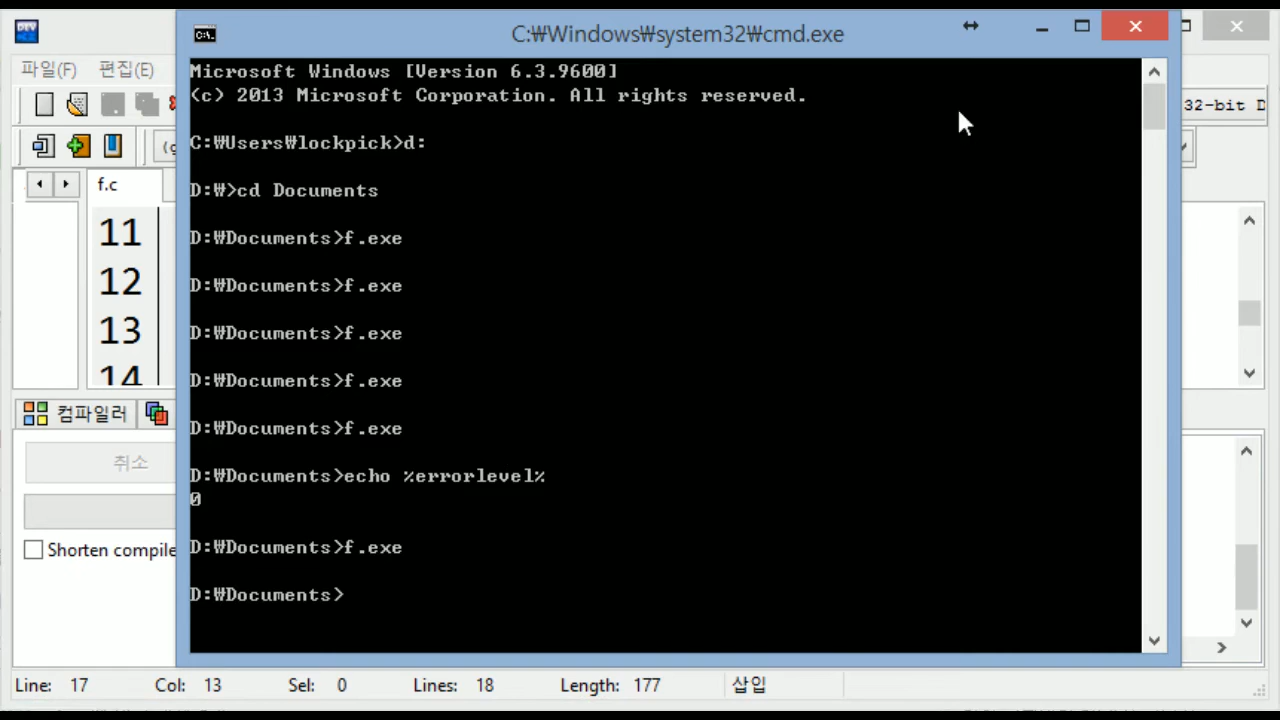 C:₩Windows₩system32₩cmd.exe
파일(F) 편집(E)
Microsoft Windows [Version 6.3.9600]
(c) 2013 Microsoft Corporation. All rights reserved.
32-bit D
C:₩Users₩lockpick>d:
D:₩>cd Documents
f.c
11
D:₩Documents>f.exe
12
D:₩Documents>f.exe
13
D:₩Documents>f.exe
14
D:₩Documents>f.exe
컴파일러
D:₩Documents>f.exe
취소
D:₩Documents>echo %errorlevel%
0
Shorten compile
D:₩Documents>f.exe
D:₩Documents>
Line: 17 Col: 13 Sel: 0 Lines: 18 Length: 177 삽입